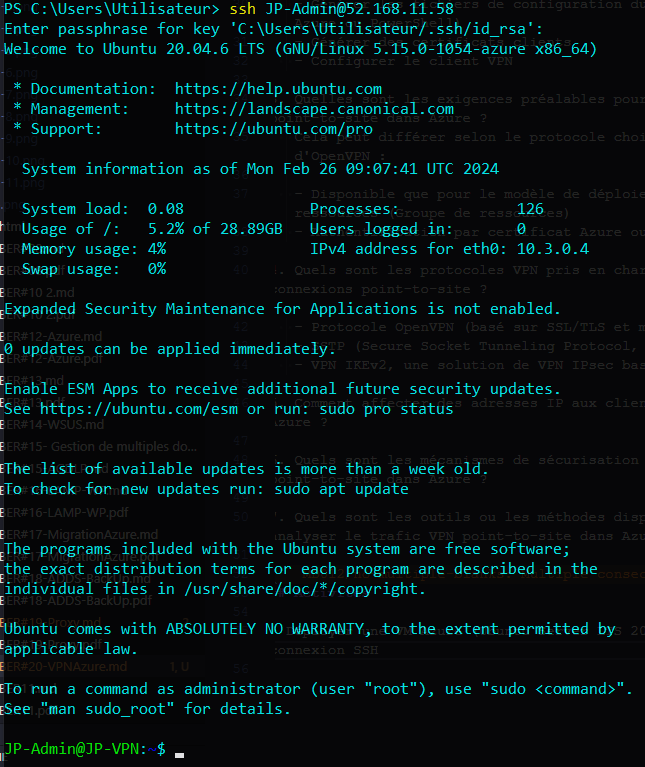 PS C:\Users\Utilisateur> ssh JP-Admin@52.168.11.58
Enter passphrase for key 'C:\Users\Utilisateur/.ssh/id_rsa':
Welcome to Ubuntu 20.04.6 LTS (GNU/Linux 5.15.0-1054-azure x86_64)
* Documentation:  https://help.ubuntu.com
* Management:     https://landscape.canonical.com
* Support:        https://ubuntu.com/pro
System information as of Mon Feb 26 09:07:41 UTC 2024
System load:  0.08               Processes:             126
Usage of /:   5.2% of 28.89GB   Users logged in:       0
Memory usage: 4%                 IPv4 address for eth0: 10.3.0.4
Swap usage:   0%
Expanded Security Maintenance for Applications is not enabled.
0 updates can be applied immediately.
Enable ESM Apps to receive additional future security updates.
See https://ubuntu.com/esm or run: sudo pro status
The list of available updates is more than a week old.
To check for new updates run: sudo apt update
The programs included with the Ubuntu system are free software;
the exact distribution terms for each program are described in the
individual files in /usr/share/doc/*/copyright.
Ubuntu comes with ABSOLUTELY NO WARRANTY, to the extent permitted by
applicable law.
To run a command as administrator (user "root"), use "sudo <command>".
See "man sudo_root" for details.
JP-Admin@JP-VPN:~$